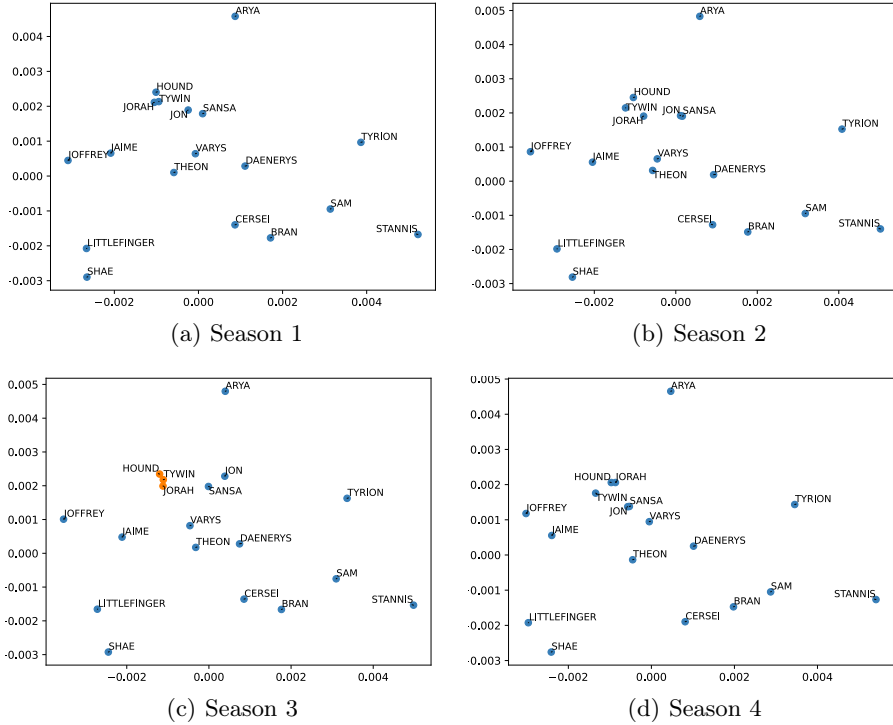 0.005
ARYA
0.004
0.003
HOUND
TYWIN
JORAH
0.002
JON
SANSA
TYRION
0.001
JOFFREY
JAIME
VARYS
DAENERYS
THEON
0.000
SAM
−0.001
CERSEI
BRAN
STANNIS
−0.002
LITTLEFINGER
SHAE
−0.003
−0.002 0.000 0.002 0.004
(a) Season 1
0.005
ARYA
0.004
0.003
HOUND
TYWIN
JORAH
0.002
JON
SANSA
TYRION
0.001
JOFFREY
JAIME
VARYS
THEON
DAENERYS
0.000
SAM
-0.001
CERSEI
BRAN
STANNIS
-0.002
LITTLEFINGER
SHAE
-0.003
−0.002 0.000 0.002 0.004
(b) Season 2
0.005
ARYA
0.004
0.003
HOUND
TYWIN
JORAH
JON
0.002
SANSA
TYRION
0.001
JOFFREY
JAIME
VARYS
THEON
DAENERYS
0.000
SAM
-0.001
CERSEI
BRAN
STANNIS
-0.002
LITTLEFINGER
SHAE
-0.003
−0.002 0.000 0.002 0.004
(c) Season 3
0.005
ARYA
0.004
0.003
HOUND
JORAH
0.002
TYWIN
JON
SANSA
VARYS
TYRION
0.001
JOFFREY
JAIME
DAENERYS
THEON
0.000
SAM
-0.001
BRAN
STANNIS
CERSEI
-0.002
LITTLEFINGER
SHAE
-0.003
−0.002 0.000 0.002 0.004
(d) Season 4